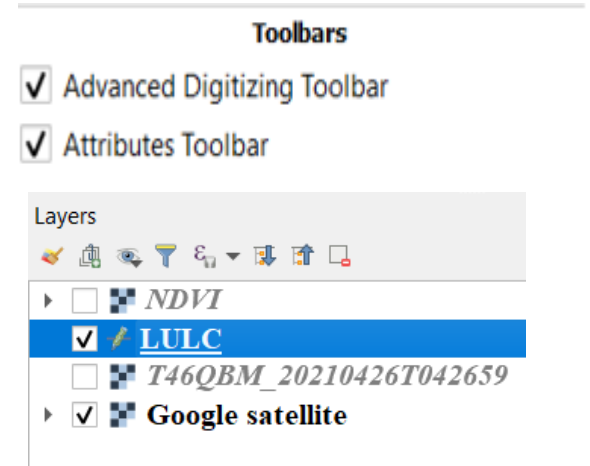 Toolbars
Advanced Digitizing Toolbar
Attributes Toolbar
Layers
NDVI
LULC
T46QBM_20210426T042659
Google satellite